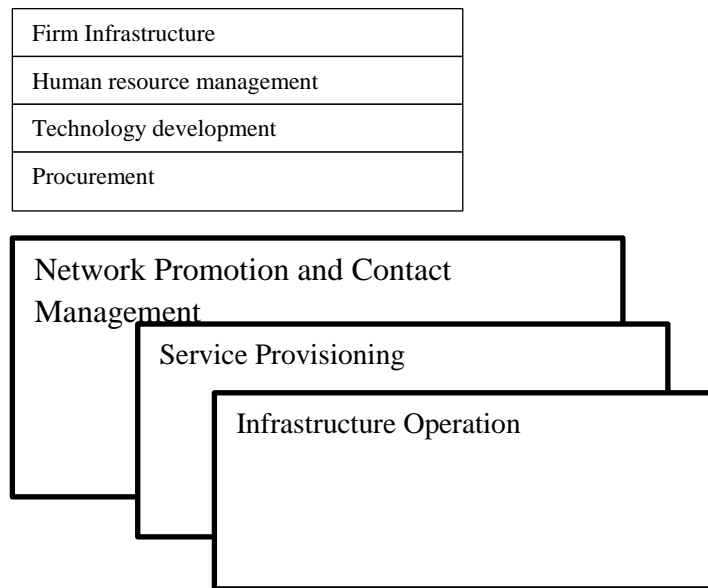 Firm Infrastructure
Human resource management
Technology development
Procurement
Network Promotion and Contact
Management
Service Provisioning
Infrastructure Operation